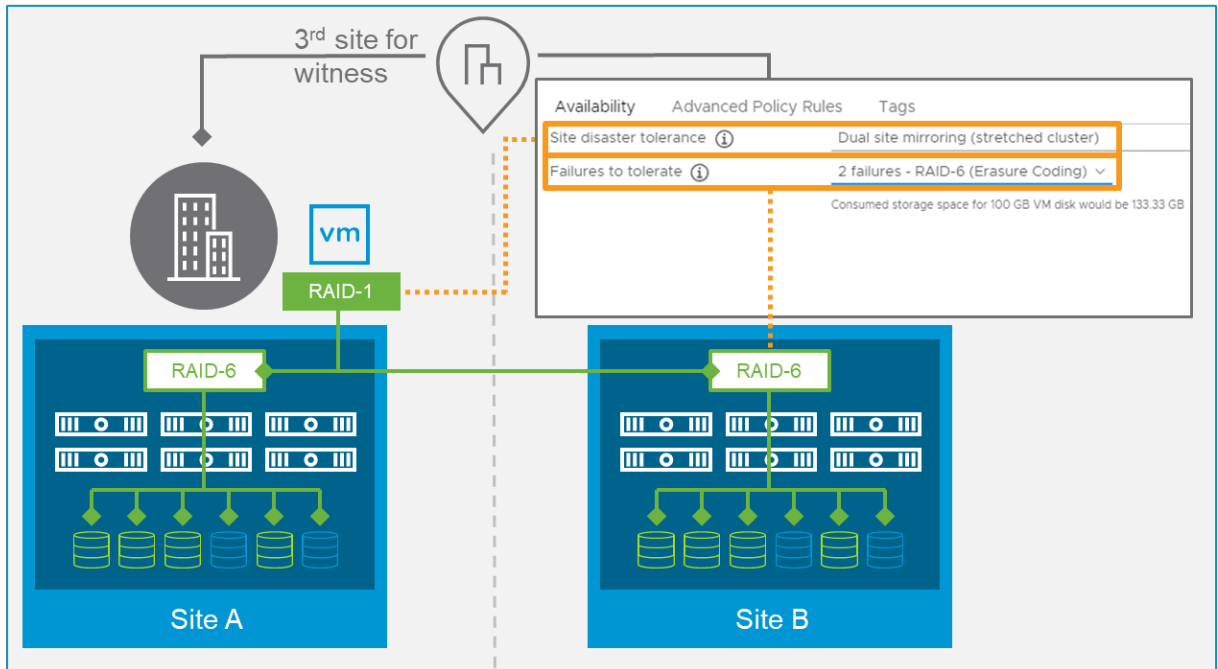 3rd site for
witness
Availability Advanced Policy Rules Tags
Site disaster tolerance Dual site mirroring (stretched cluster)
Failures to tolerate 2 failures - RAID-6 (Erasure Coding)
Consumed storage space for 100 GB VM disk would be 133.33 GB
vm
RAID-1
RAID-6 RAID-6
Site A Site B